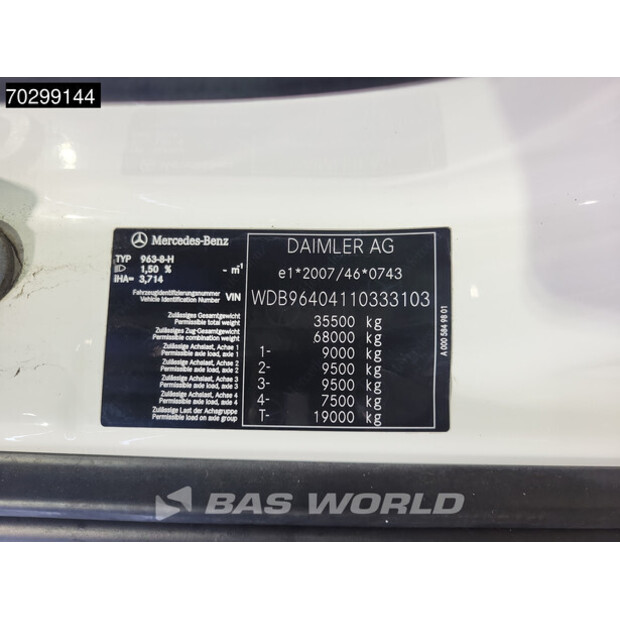 70299144
Mercedes-Benz
TYP 963-8-H
1,50 % - m⁻¹
iHA= 3,714
DAIMLER AG
e1*2007/46*0743
Fahrzeugidentifizierungsnummer
Vehicle Identification Number VIN WDB96404110333103
Zulässiges Gesamtgewicht
Permissible total weight 35500 kg
Zulässiges Zug-Gesamtgewicht
Permissible combination weight 68000 kg
Zulässige Achslast, Achse 1
Permissible axle load, axle 1 1- 9000 kg
Zulässige Achslast, Achse 2
Permissible axle load, axle 2 2- 9500 kg
Zulässige Achslast, Achse 3
Permissible axle load, axle 3 3- 9500 kg
Zulässige Achslast, Achse 4
Permissible axle load, axle 4 4- 7500 kg
Zulässige Last der Achsgruppe
Permissible load on axle group T- 19000 kg
A 000 584 98 01
BAS WORLD